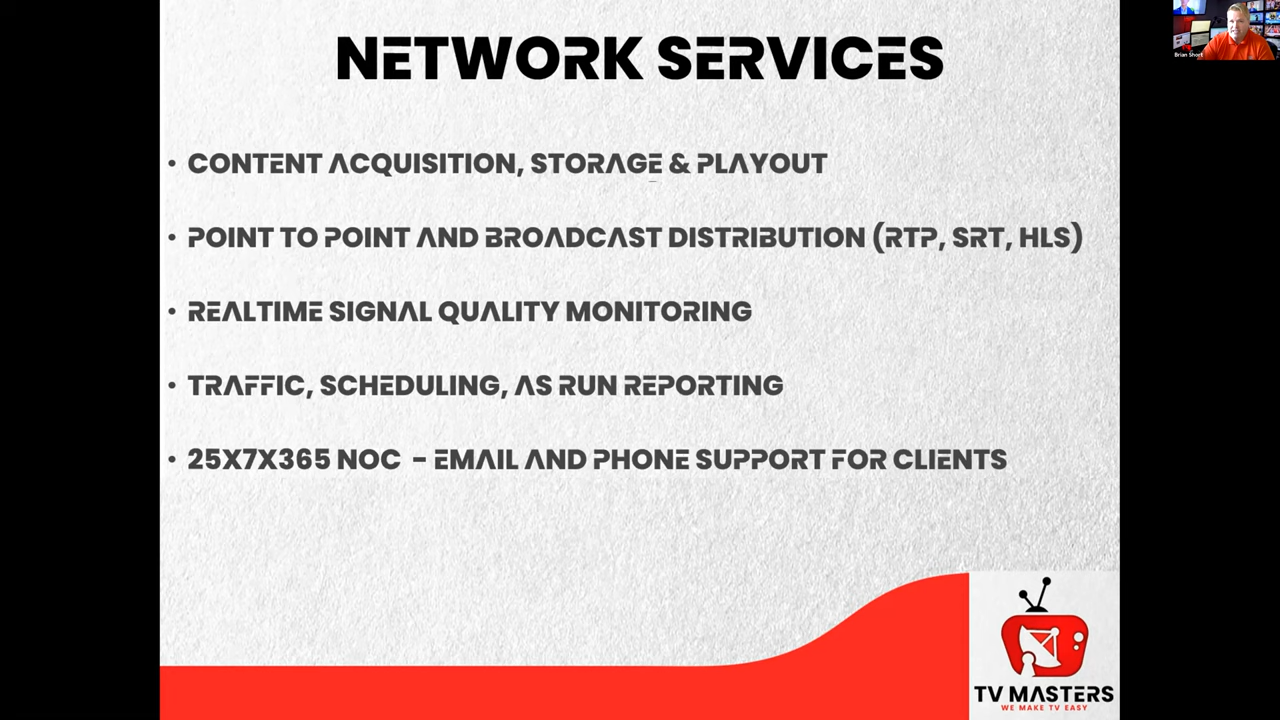 NETWORK SERVICES
• CONTENT ACQUISITION, STORAGE & PLAYOUT
• POINT TO POINT AND BROADCAST DISTRIBUTION (RTP, SRT, HLS)
• REALTIME SIGNAL QUALITY MONITORING
• TRAFFIC, SCHEDULING, AS RUN REPORTING
• 25X7X365 NOC - EMAIL AND PHONE SUPPORT FOR CLIENTS
TV MASTERS
WE MAKE TV EASY
Brian Short